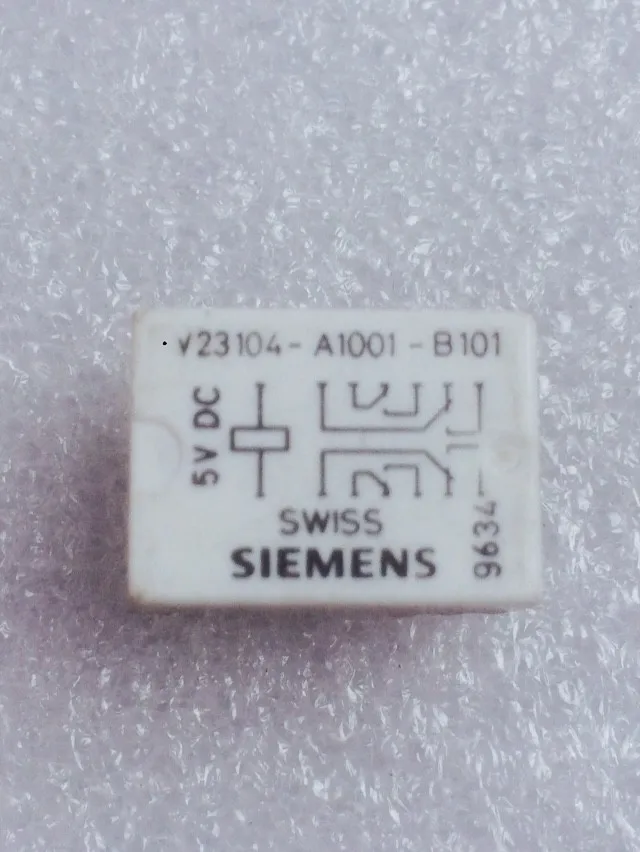 V23104-A1001-B101
5V DC
SWISS
SIEMENS
9634